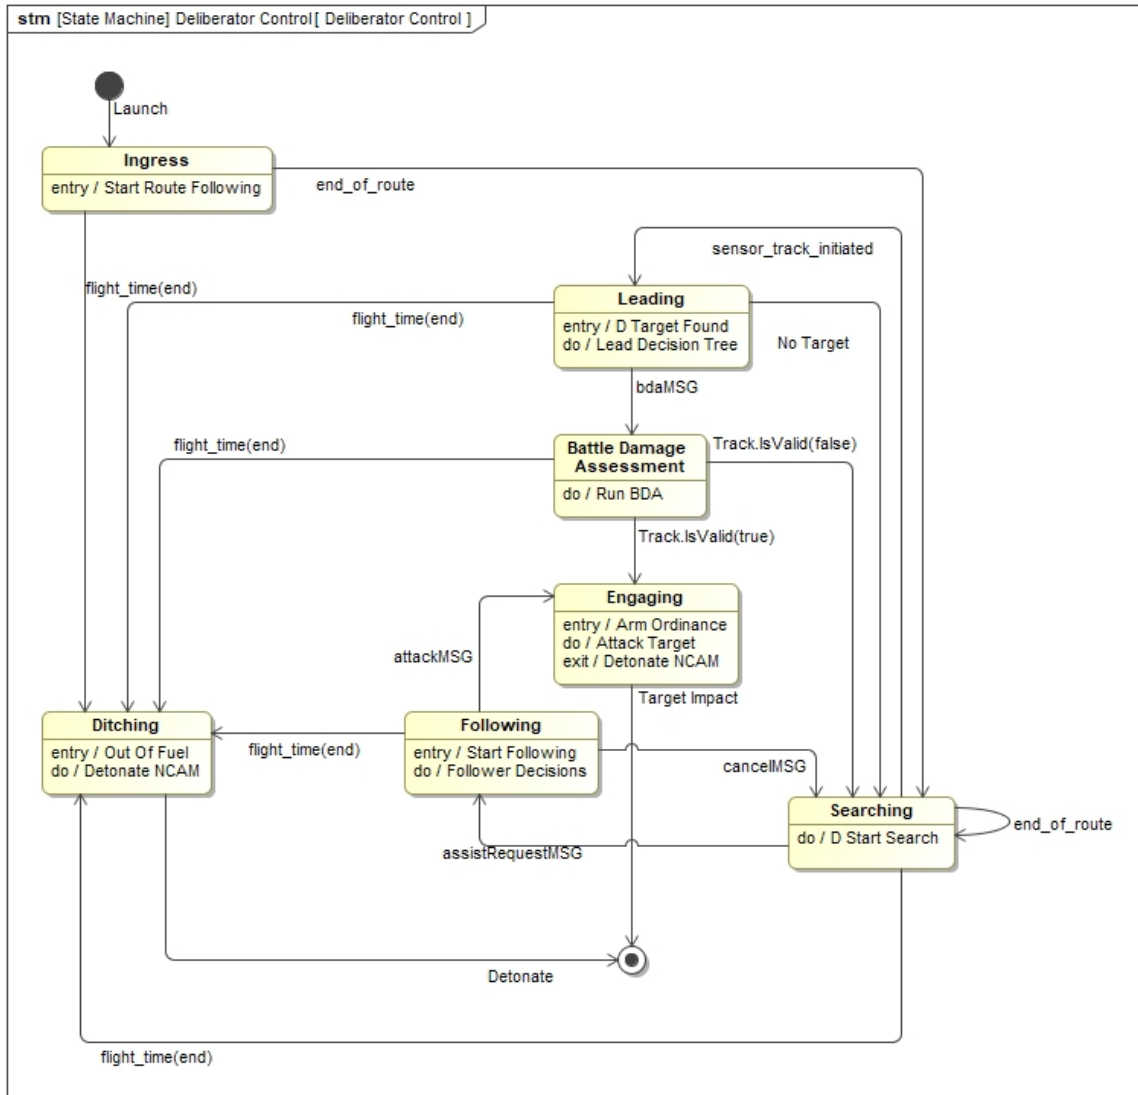 stm [State Machine] Deliberator Control[ Deliberator Control ]
Launch
Ingress
entry / Start Route Following
end_of_route
sensor_track_initiated
flight_time(end)
Leading
entry / D Target Found
do / Lead Decision Tree
flight_time(end)
No Target
bdaMSG
Battle Damage
Assessment
do / Run BDA
flight_time(end)
Track.IsValid(false)
Track.IsValid(true)
Engaging
entry / Arm Ordinance
do / Attack Target
exit / Detonate NCAM
attackMSG
Target Impact
Ditching
entry / Out Of Fuel
do / Detonate NCAM
flight_time(end)
Following
entry / Start Following
do / Follower Decisions
cancelMSG
Searching
do / D Start Search
end_of_route
assistRequestMSG
Detonate
flight_time(end)